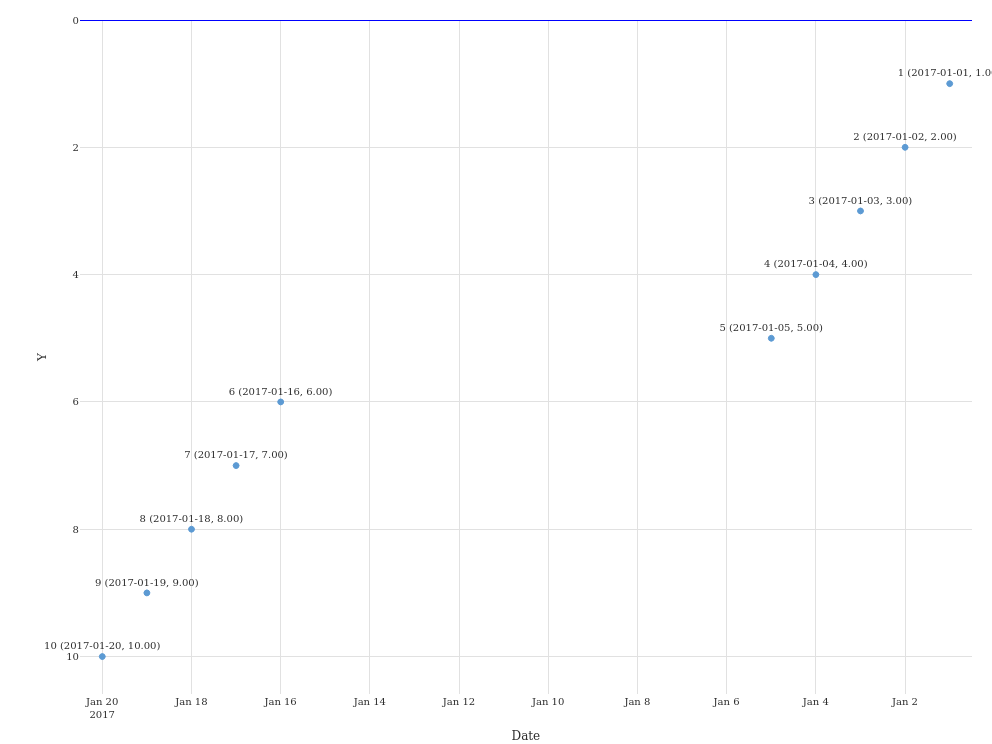 0
1 (2017-01-01, 1.0
2 (2017-01-02, 2.00)
2
3 (2017-01-03, 3.00)
4 (2017-01-04, 4.00)
4
5 (2017-01-05, 5.00)
Y
6 (2017-01-16, 6.00)
6
7 (2017-01-17, 7.00)
8 (2017-01-18, 8.00)
8
9 (2017-01-19, 9.00)
10 (2017-01-20, 10.00)
10
Jan 20 Jan 18 Jan 16 Jan 14 Jan 12 Jan 10 Jan 8 Jan 6 Jan 4 Jan 2
2017
Date